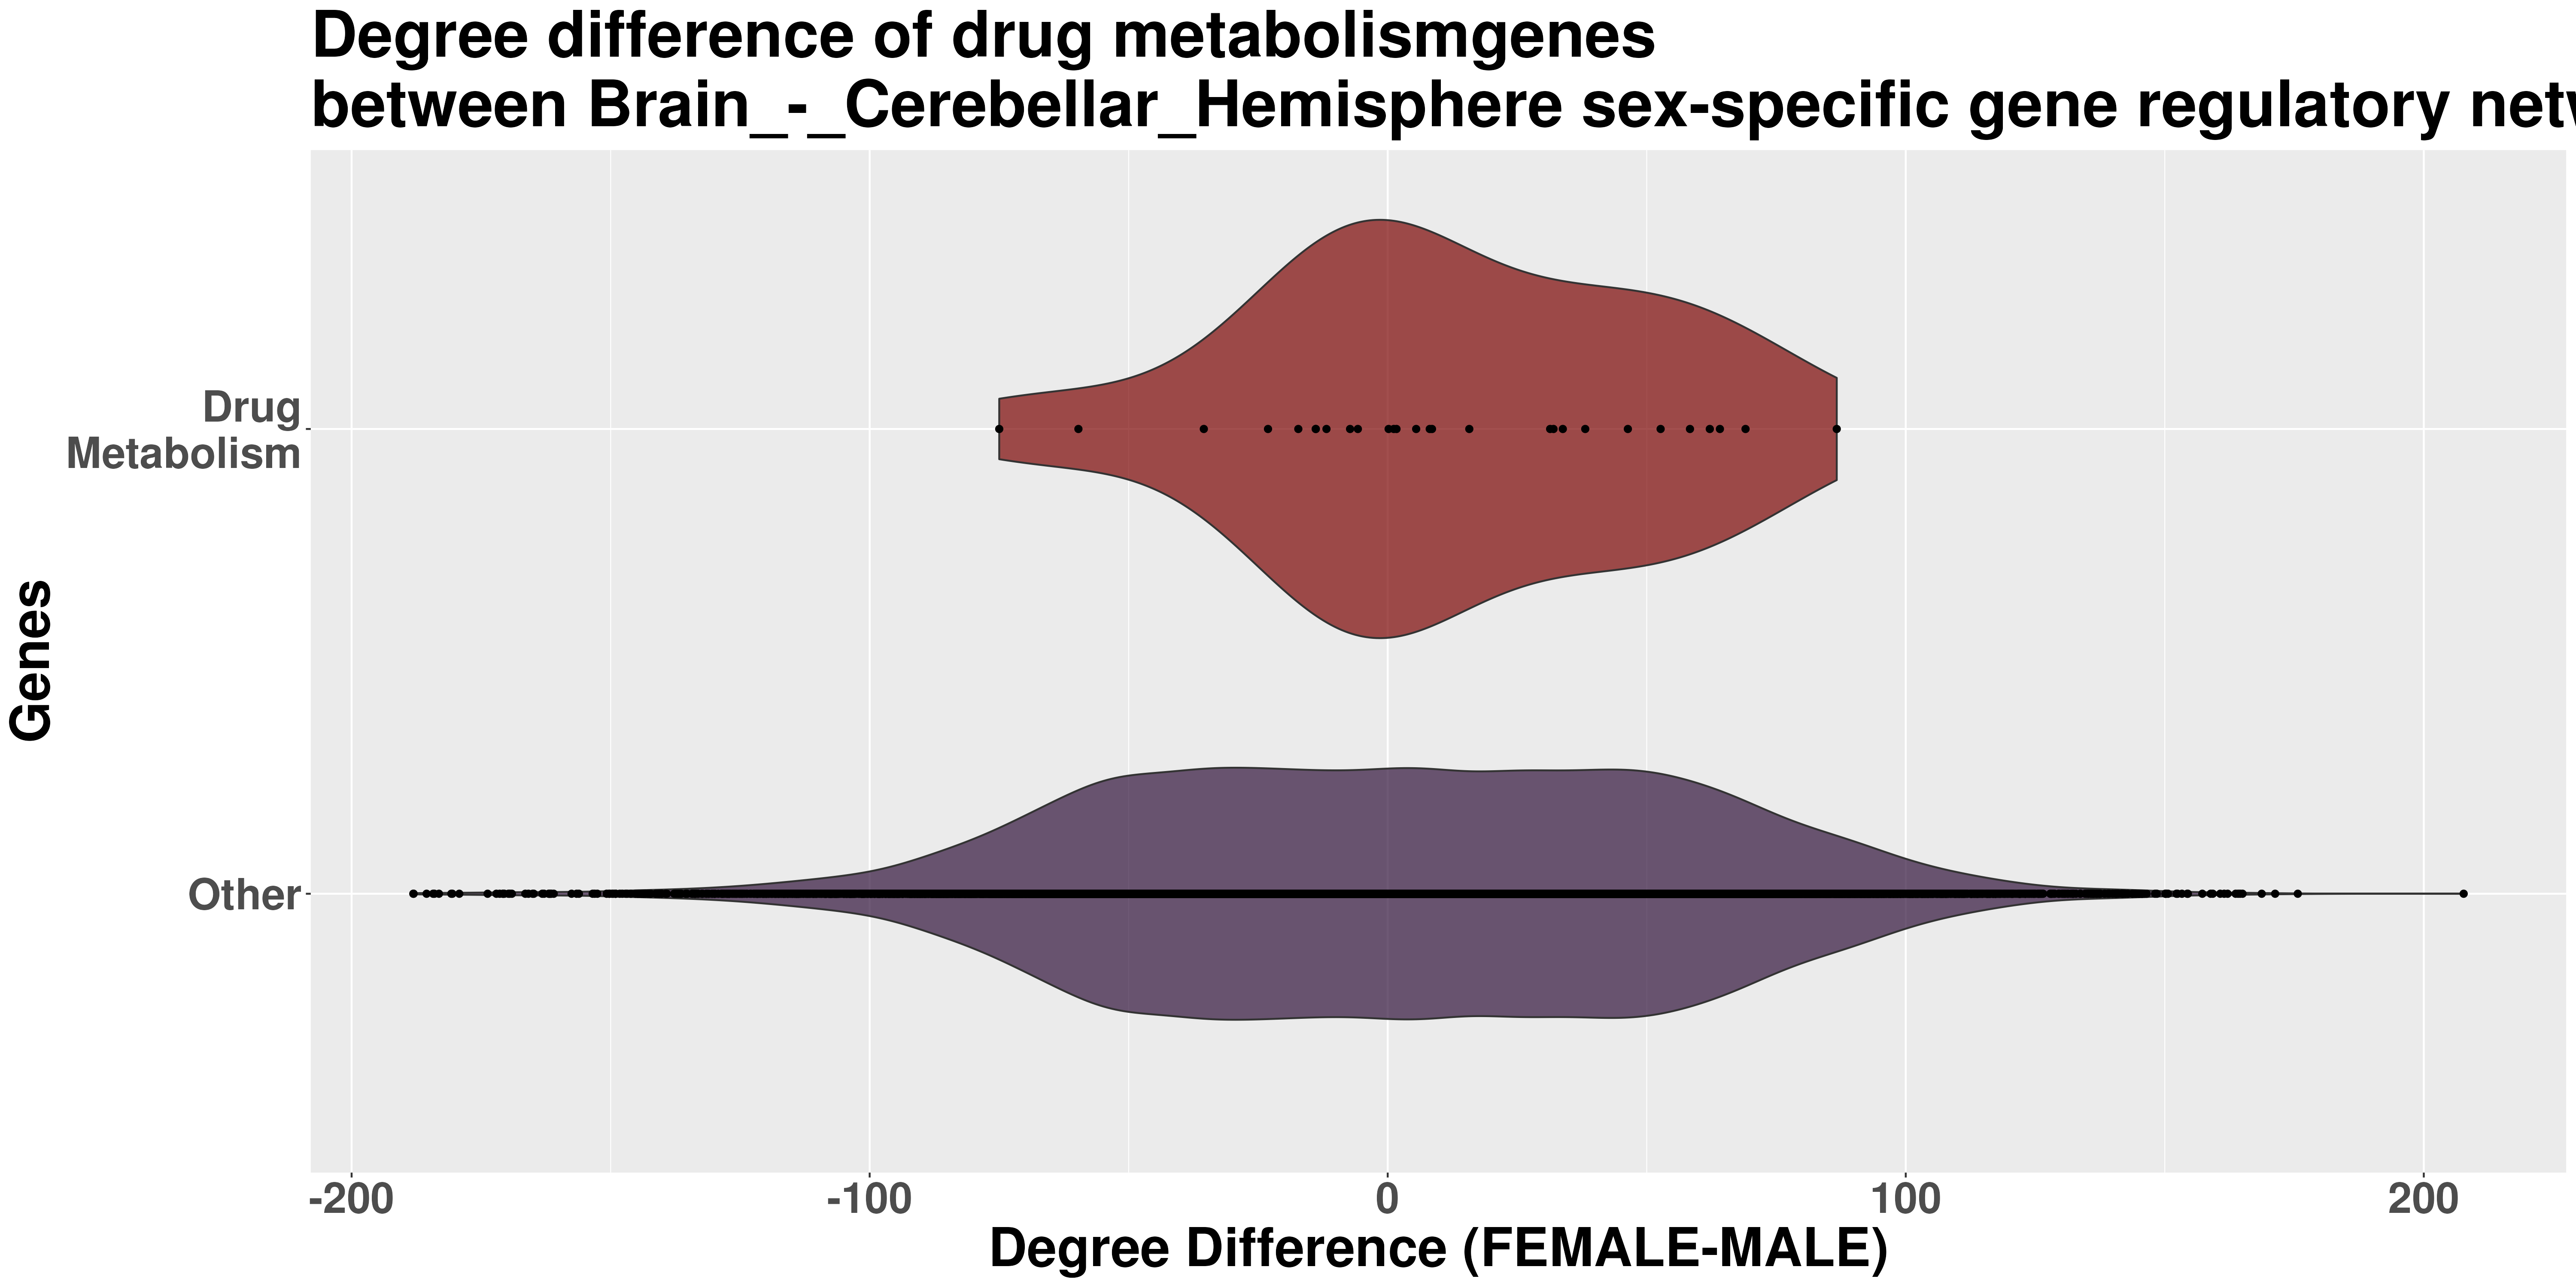 Degree difference of drug metabolismgenes
between Brain_-_Cerebellar_Hemisphere sex-specific gene regulatory
Drug
Metabolism
Genes
Other
-200 -100 0 100 200
Degree Difference (FEMALE-MALE)